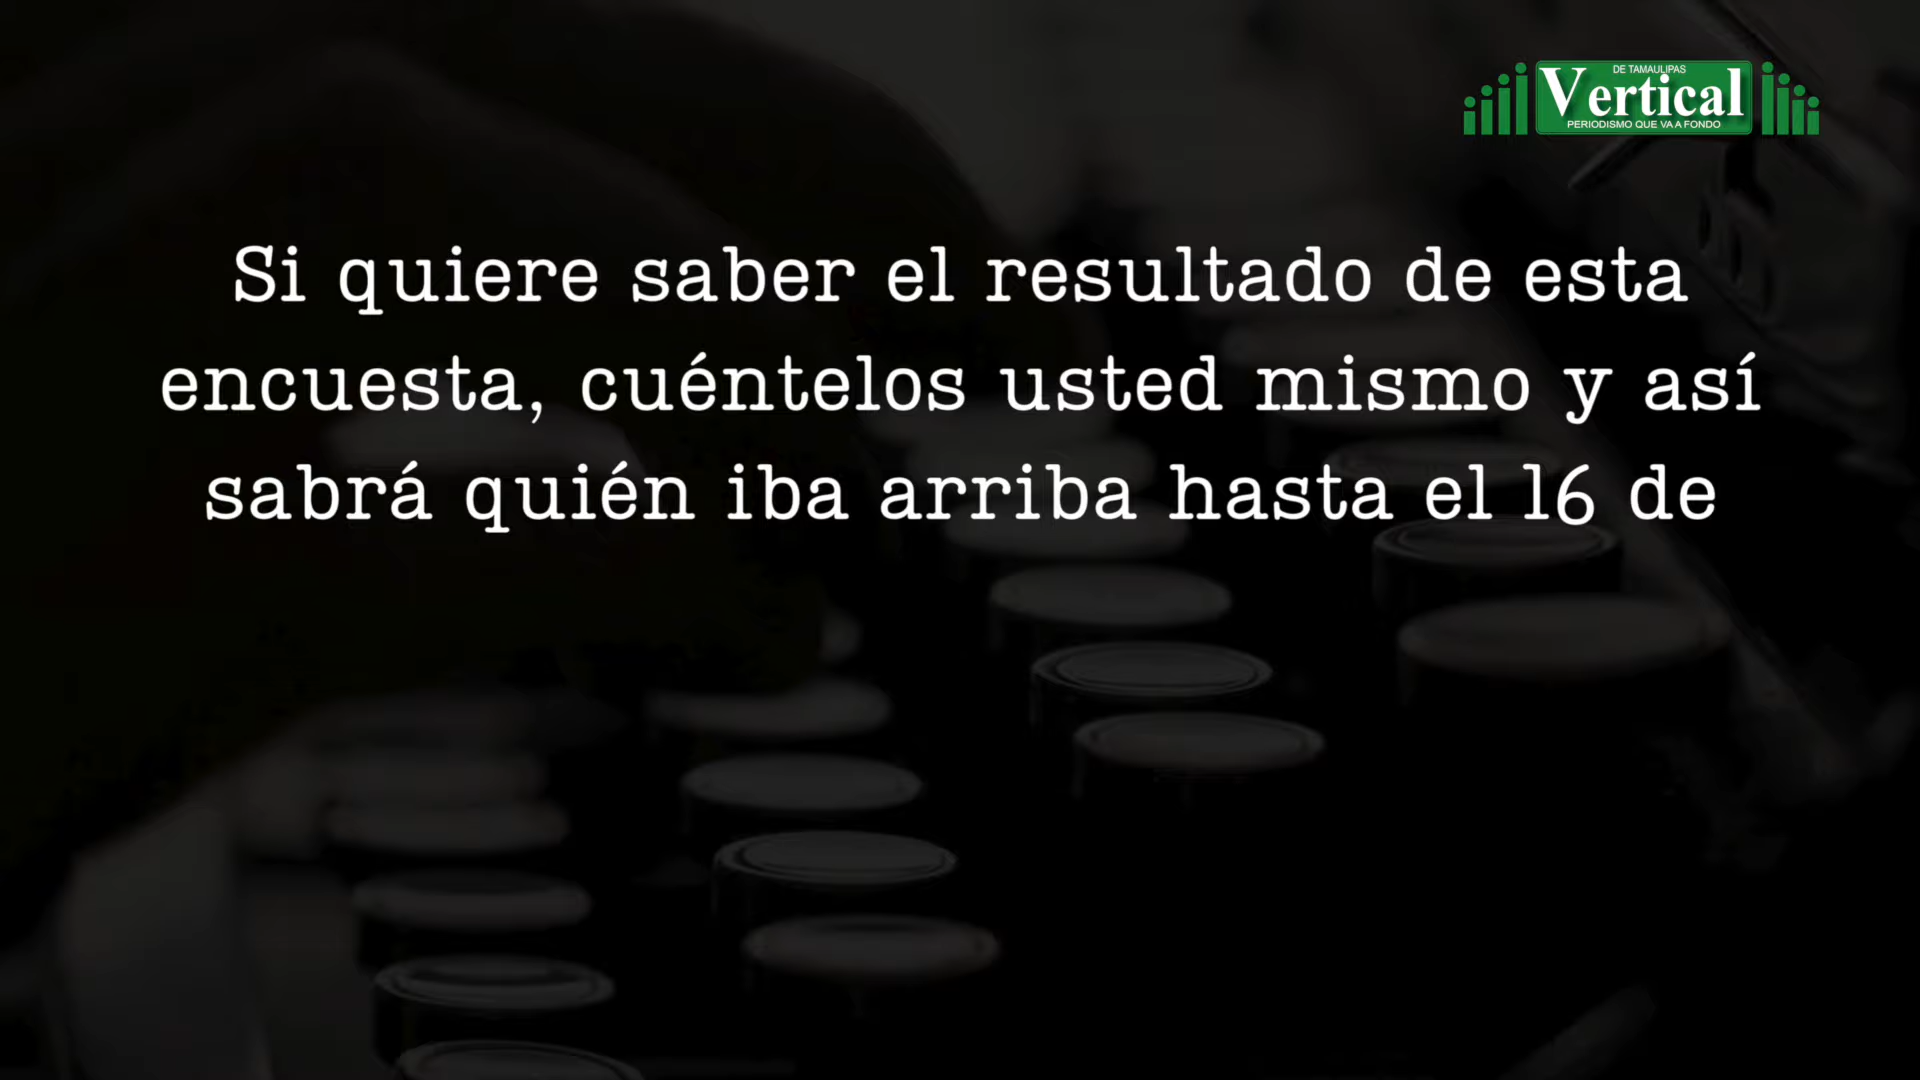 DE TAMAULIPAS
Vertical
PERIODISMO QUE VA A FONDO
Si quiere saber el resultado de esta
encuesta, cuéntelos usted mismo y así
sabrá quién iba arriba hasta el 16 de